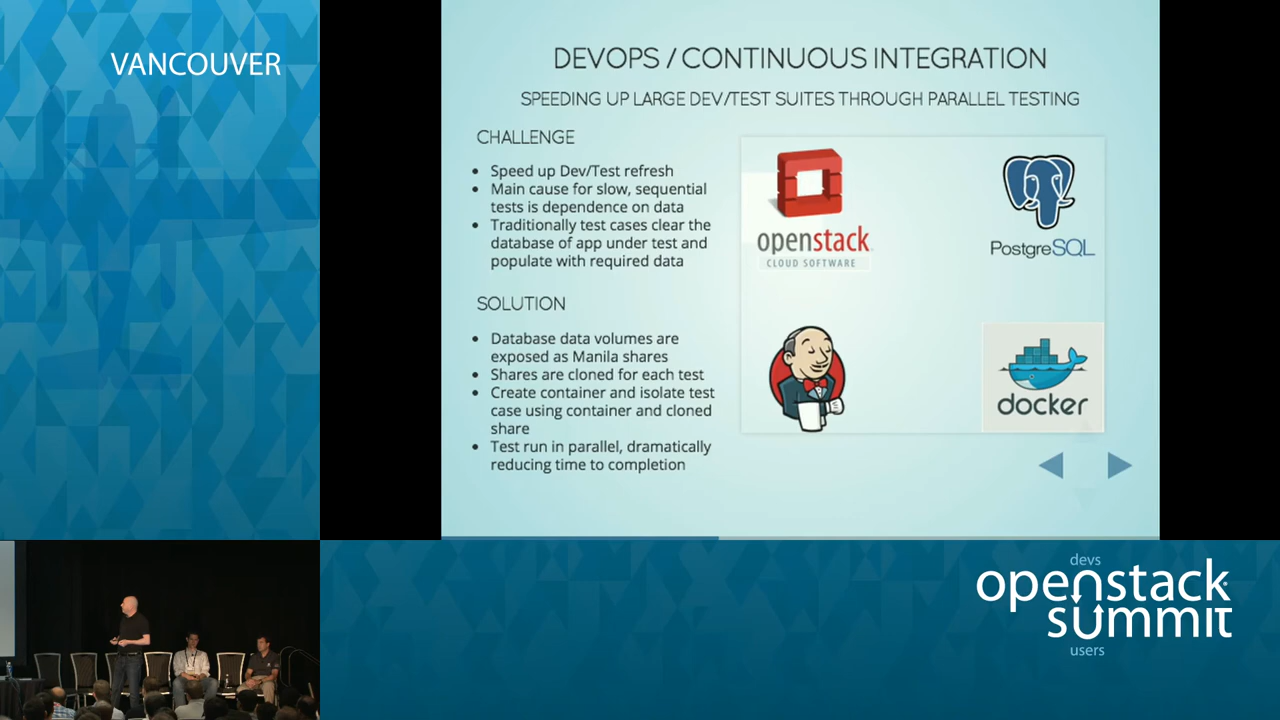 VANCOUVER
DEVOPS / CONTINUOUS INTEGRATION
SPEEDING UP LARGE DEV/TEST SUITES THROUGH PARALLEL TESTING
CHALLENGE
• Speed up Dev/Test refresh
• Main cause for slow, sequential
tests is dependence on data
• Traditionally test cases clear the
database of app under test and
populate with required data
SOLUTION
• Database data volumes are
exposed as Manila shares
• Shares are cloned for each test
• Create container and isolate test
case using container and cloned
share
• Test run in parallel, dramatically
reducing time to completion
openstack
CLOUD SOFTWARE
PostgreSQL
docker
devs
openstack
summit
users